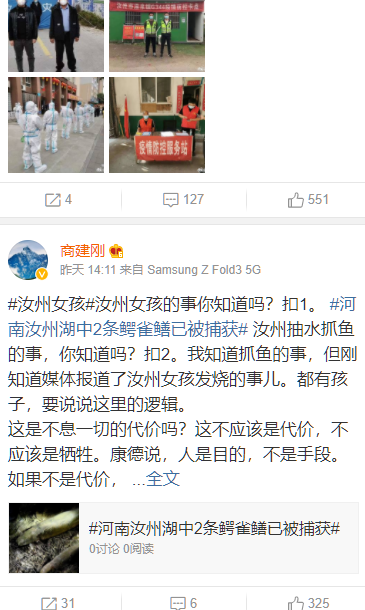 疫情防控服务站
4
127
551
商建刚
昨天 14:11 来自 Samsung Z Fold3 5G
#汝州女孩#汝州女孩的事你知道吗？扣1。 #河
南汝州湖中2条鳄雀鳝已被捕获# 汝州抽水抓鱼
的事，你知道吗？扣2。我知道抓鱼的事，但刚
知道媒体报道了汝州女孩发烧的事儿。都有孩
子，要说说这里的逻辑。
这是不息一切的代价吗？这不应该是代价，不
应该是牺牲。康德说，人是目的，不是手段。
如果不是代价， ...全文
#河南汝州湖中2条鳄雀鳝已被捕获#
0讨论 0阅读
31
6
325